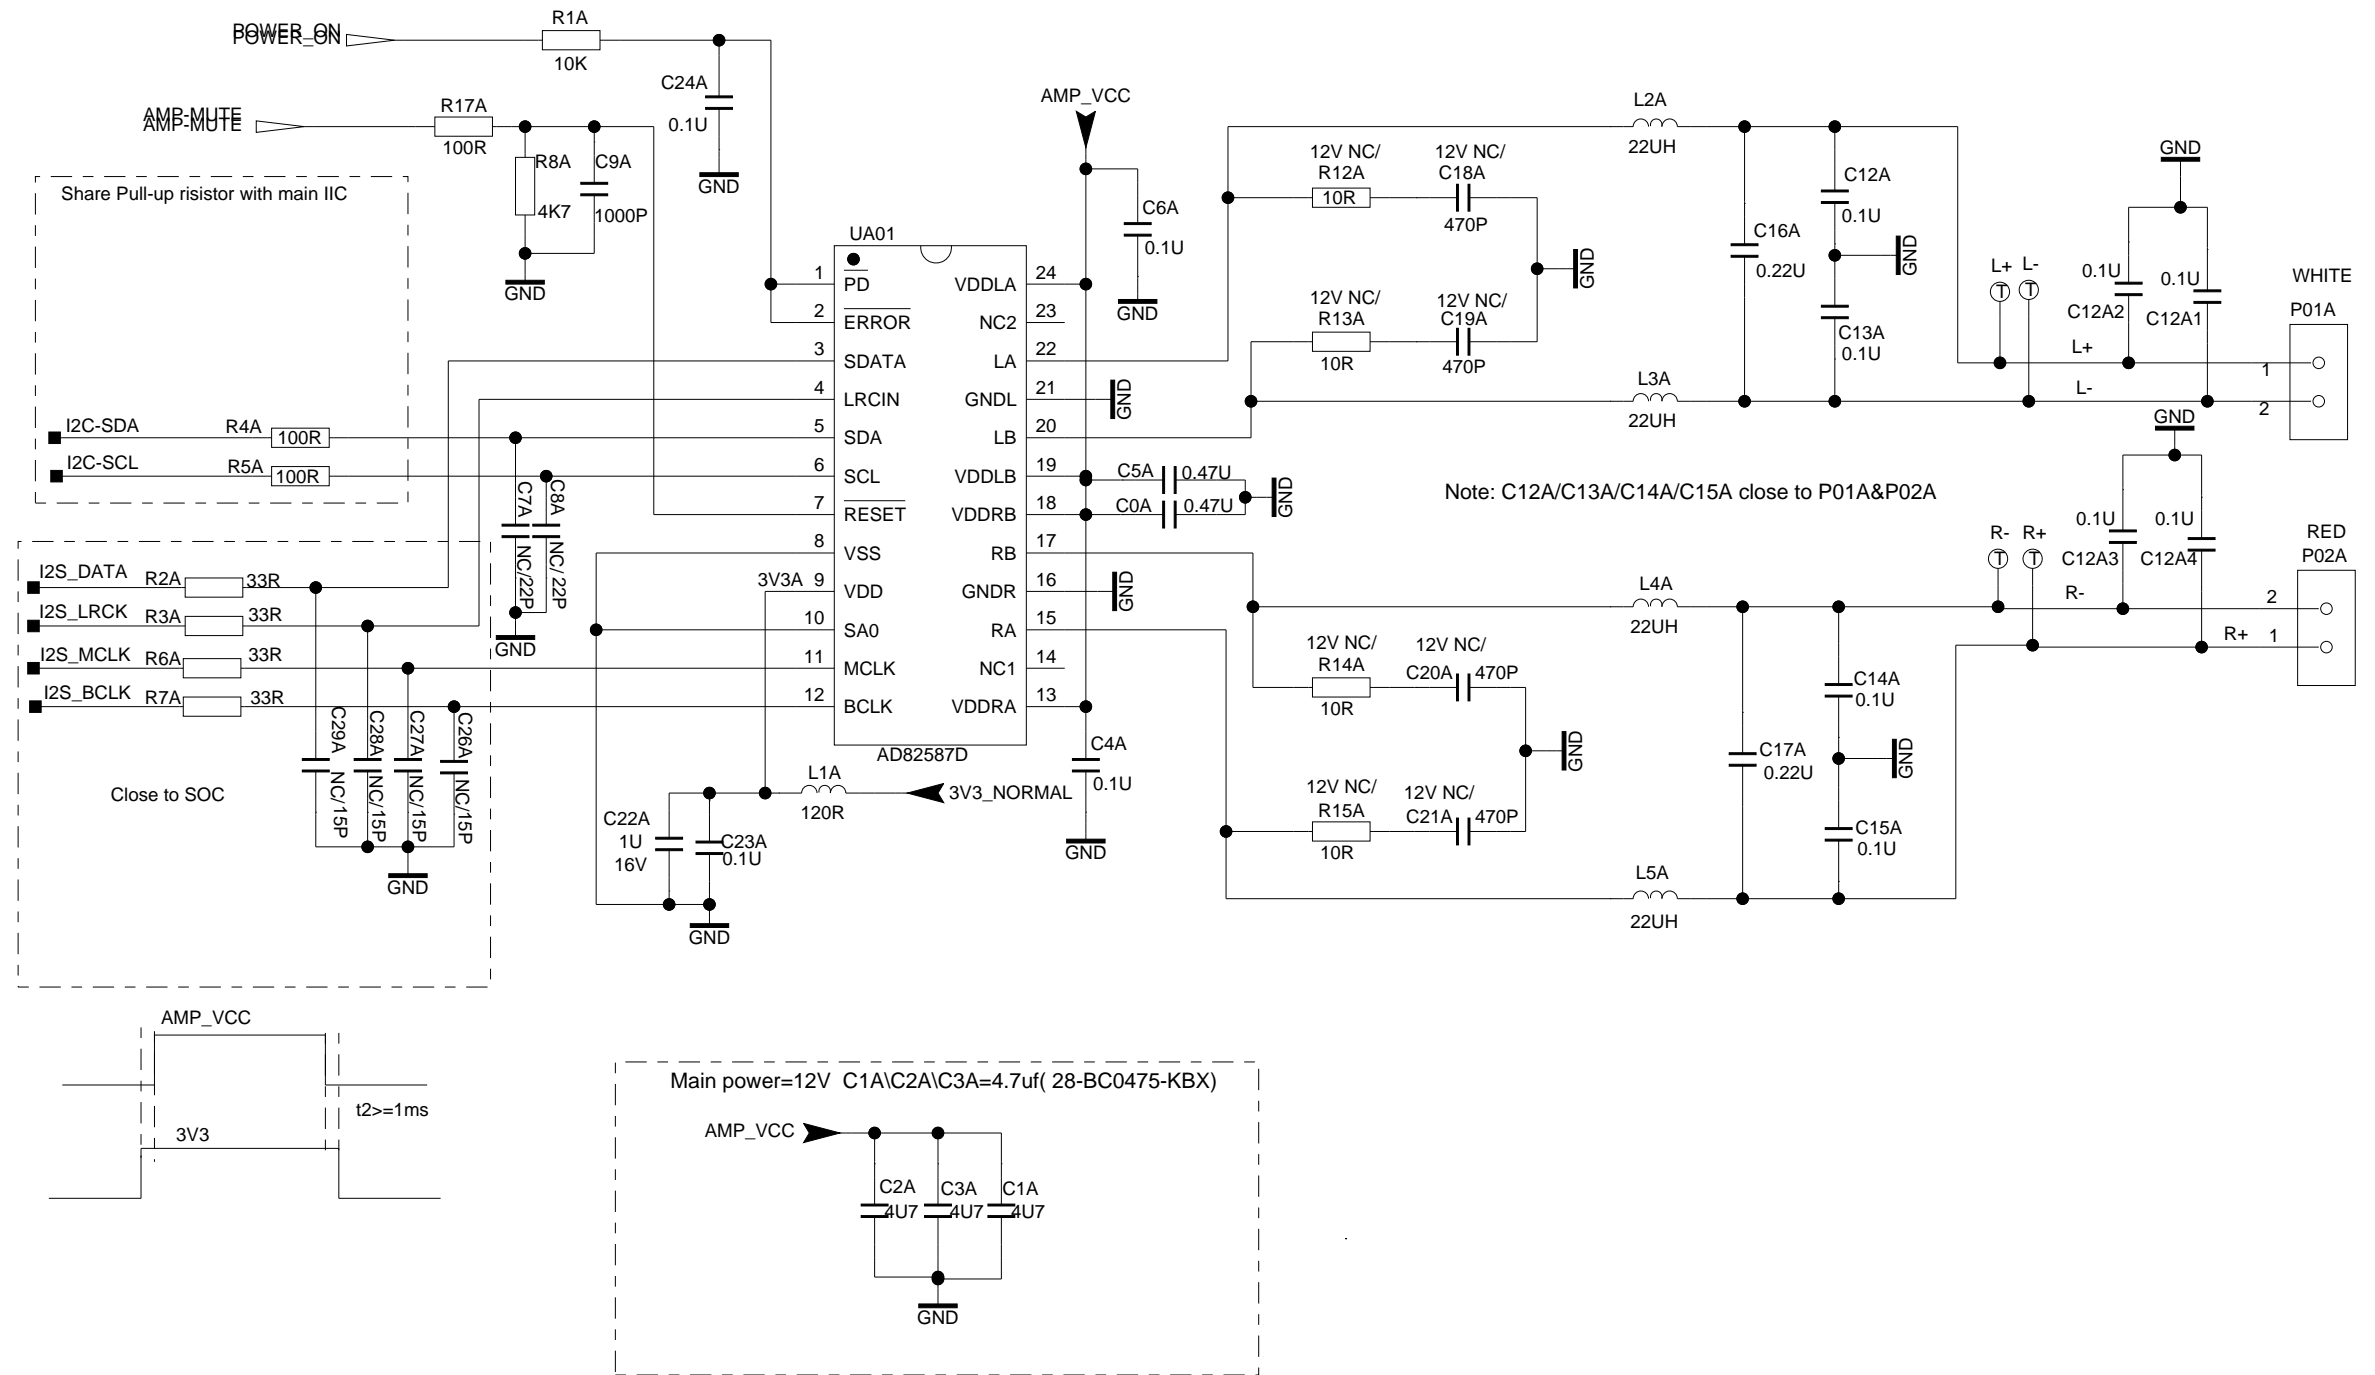 POWER_ON
POWER_ON
R1A
10K
C24A
0.1U
GND
AMP-MUTE
AMP-MUTE
R17A
100R
R8A
4K7
C9A
1000P
GND
Share Pull-up risistor with main IIC
I2C-SDA
R4A
100R
I2C-SCL
R5A
100R
C7A
NC/22P
C8A
NC/22P
GND
I2S_DATA
R2A
33R
I2S_LRCK
R3A
33R
I2S_MCLK
R6A
33R
I2S_BCLK
R7A
33R
C29A
NC/15P
C28A
NC/15P
C27A
NC/15P
C26A
NC/15P
GND
Close to SOC
UA01
1 PD
2 ERROR
3 SDATA
4 LRCIN
5 SDA
6 SCL
7 RESET
8 VSS
3V3A 9 VDD
10 SA0
11 MCLK
12 BCLK
VDDLA 24
NC2 23
LA 22
GNDL 21
LB 20
VDDLB 19
VDDRB 18
RB 17
GNDR 16
RA 15
NC1 14
VDDRA 13
AD82587D
L1A
120R
3V3_NORMAL
C22A
1U
16V
C23A
0.1U
GND
AMP_VCC
C6A
0.1U
GND
GND
C5A 0.47U
C0A 0.47U
GND
GND
C4A
0.1U
GND
12V NC/
R12A
10R
12V NC/
C18A
470P
GND
12V NC/
R13A
10R
12V NC/
C19A
470P
L2A
22UH
L3A
22UH
C16A
0.22U
C12A
0.1U
GND
C13A
0.1U
L+
L-
T
T
GND
0.1U
C12A2
0.1U
C12A1
L+
L-
WHITE
P01A
1
2
Note: C12A/C13A/C14A/C15A close to P01A&P02A
12V NC/
R14A
10R
12V NC/
C20A
470P
GND
12V NC/
R15A
10R
12V NC/
C21A
470P
L4A
22UH
L5A
22UH
C17A
0.22U
C14A
0.1U
GND
C15A
0.1U
R-
R+
T
T
GND
0.1U
C12A3
0.1U
C12A4
R-
R+
RED
P02A
2
1
AMP_VCC
t2>=1ms
3V3
Main power=12V C1A\C2A\C3A=4.7uf( 28-BC0475-KBX)
AMP_VCC
C2A
4U7
C3A
4U7
C1A
4U7
GND